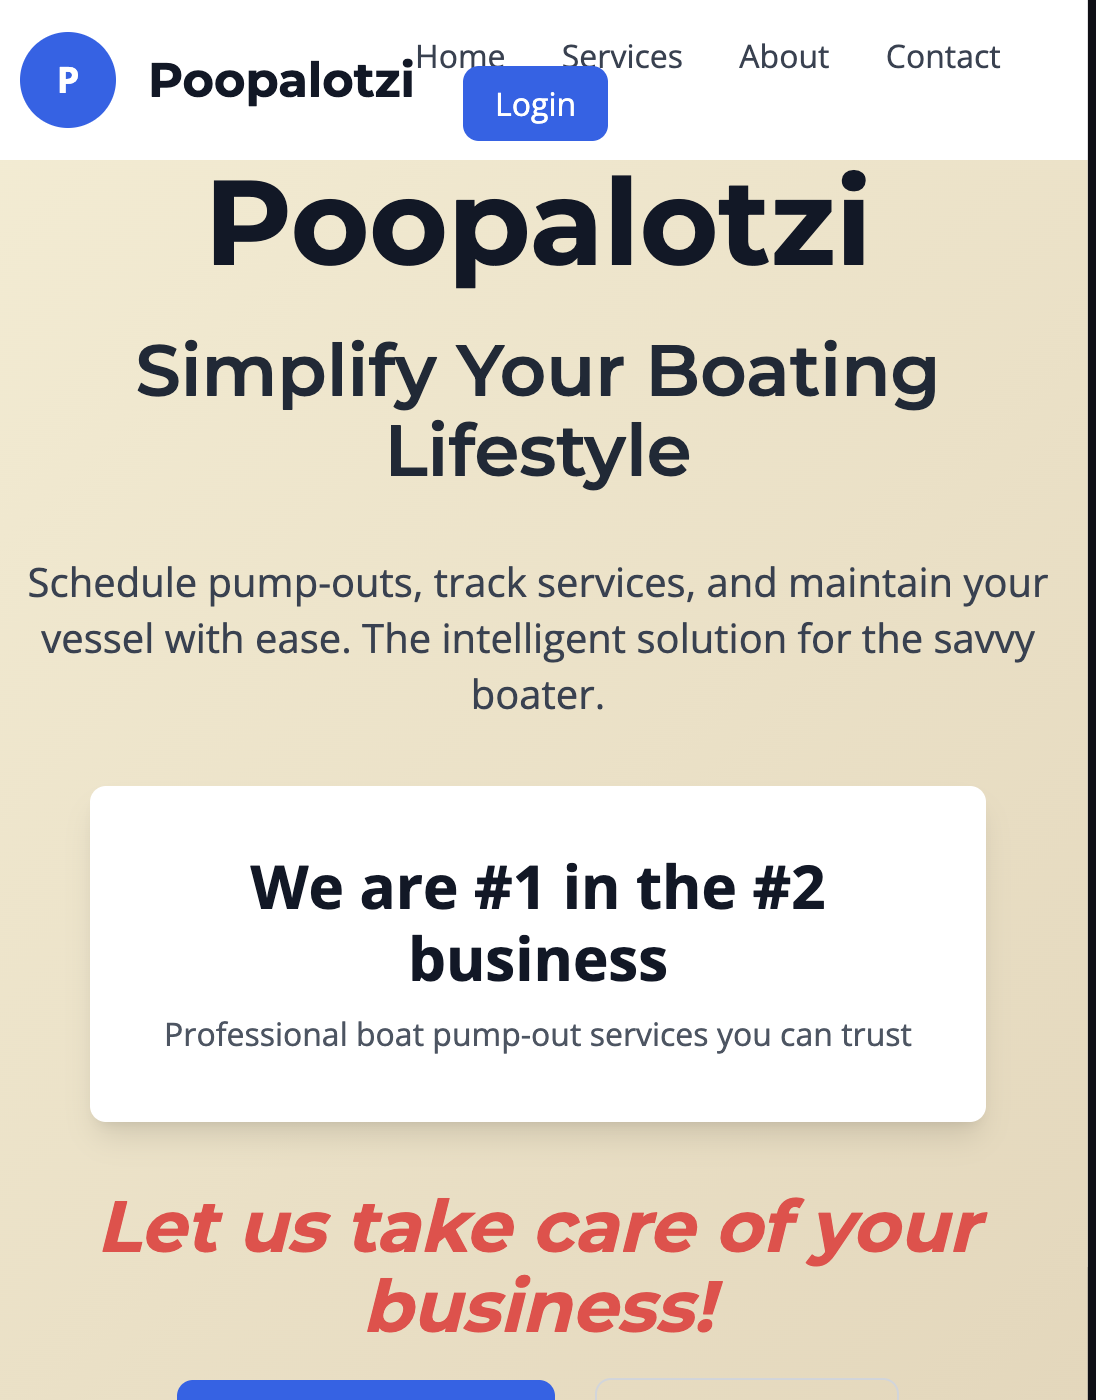 P
Poopalotzi
Home Services About Contact
Login
Poopalotzi
Simplify Your Boating
Lifestyle
Schedule pump-outs, track services, and maintain your
vessel with ease. The intelligent solution for the savvy
boater.
We are #1 in the #2
business
Professional boat pump-out services you can trust
Let us take care of your
business!